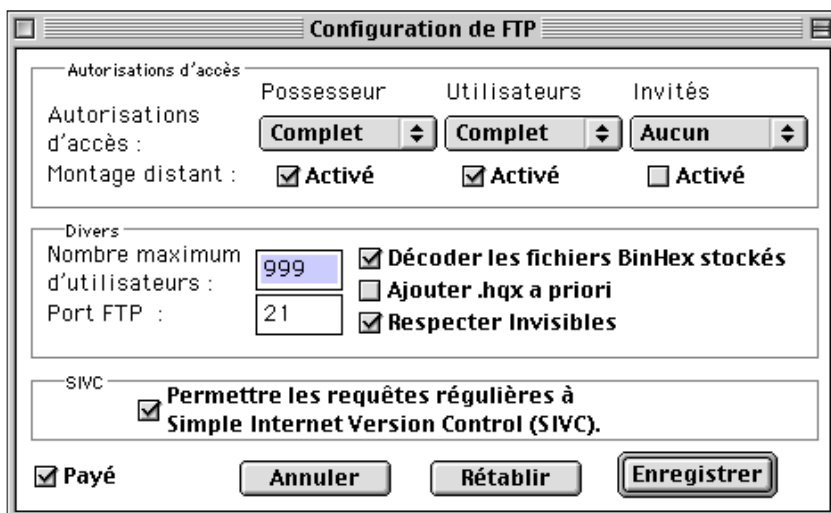 Configuration de FTP
Autorisations d'accès
Possesseur Utilisateurs Invités
Autorisations
d'accès :
Complet Complet Aucun
Montage distant : Activé Activé Activé
Divers
Nombre maximum
d'utilisateurs :
999
Décoder les fichiers BinHex stockés
Ajouter .hqx a priori
Port FTP :
21
Respecter Invisibles
SIVC
Permettre les requêtes régulières à
Simple Internet Version Control (SIVC).
Payé Annuler Rétablir Enregistrer